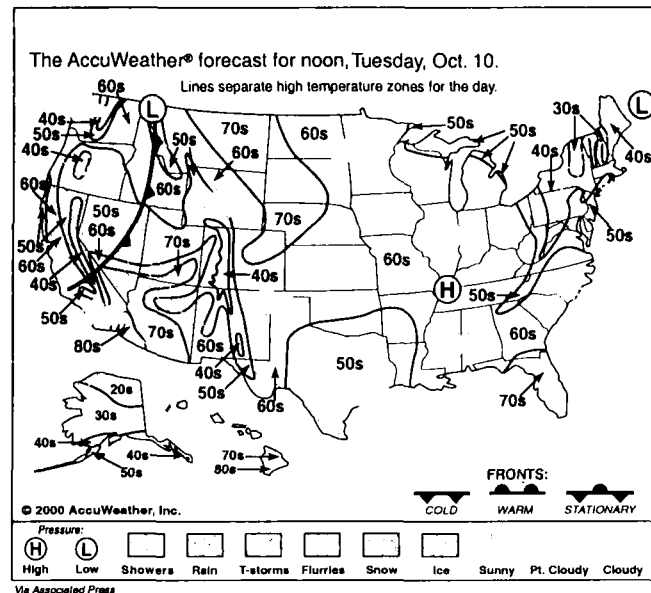 The AccuWeather® forecast for noon, Tuesday, Oct. 10.
Lines separate high temperature zones for the day.
60s
L
40s
50s
40s
50s
60s
70s
60s
50s
50s
30s
L
40s
40s
60s
50s
60s
50s
60s
40s
50s
60s
70s
40s
70s
60s
H
50s
50s
80s
70s
60s
40s
50s
60s
50s
60s
70s
20s
30s
40s
50s
40s
70s
80s
© 2000 AccuWeather, Inc.
FRONTS:
COLD WARM STATIONARY
Pressure:
H L
High Low Showers Rain T-storms Flurries Snow Ice Sunny Pt. Cloudy Cloudy
Via Associated Press